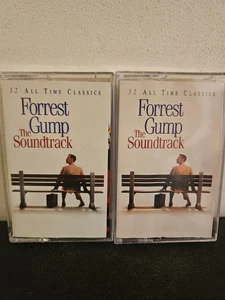 32 All Time Classics
Forrest
Gump
The
Soundtrack
32 All Time Classics
Forrest
Gump
The
Soundtrack